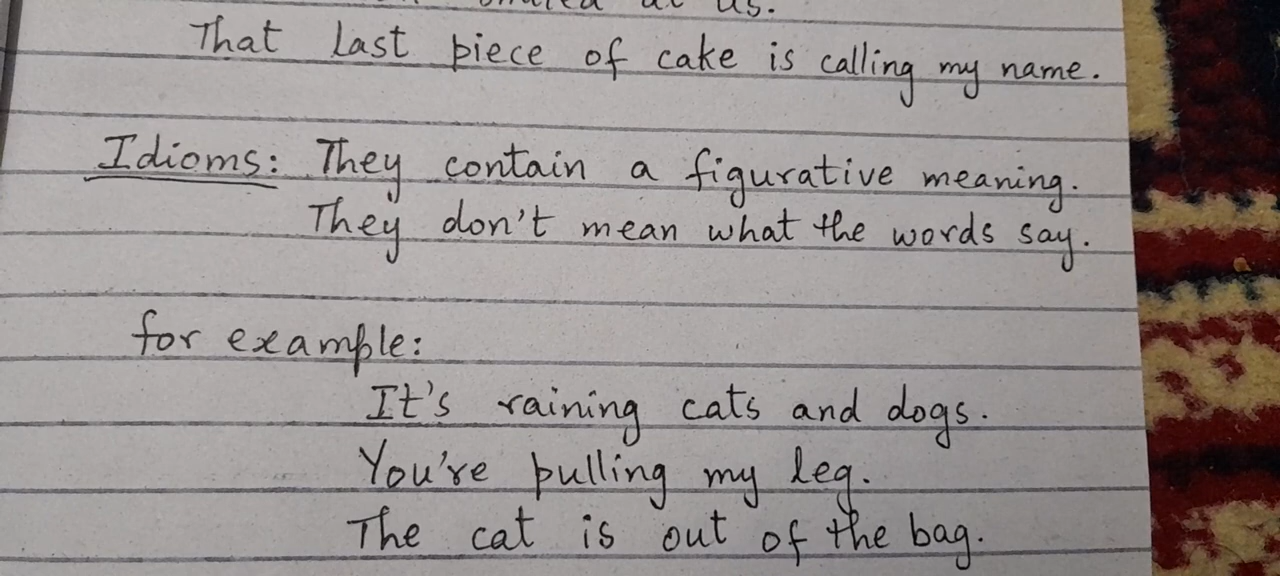 at us.
That last piece of cake is calling my name.
Idioms: They contain a figurative meaning.
They don't mean what the words say.
for example:
It's raining cats and dogs.
You're pulling my leg.
The cat is out of the bag.